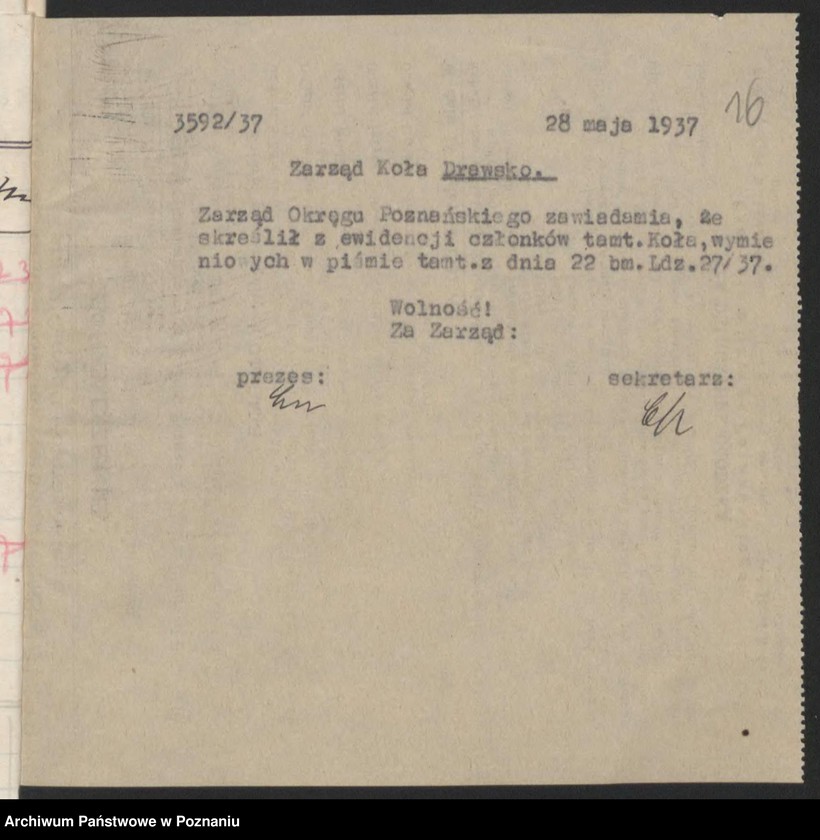 16
3592/37 28 maja 1937
Zarząd Koła Drawsko.
Zarząd Okręgu Poznańskiego zawiadamia, że
skreślił z ewidencji członków tamt.Koła,wymie
nionych w piśmie tamt.z dnia 22 bm.Ldz.27/37.
Wolność!
Za Zarząd:
prezes: sekretarz:
Archiwum Państwowe w Poznaniu